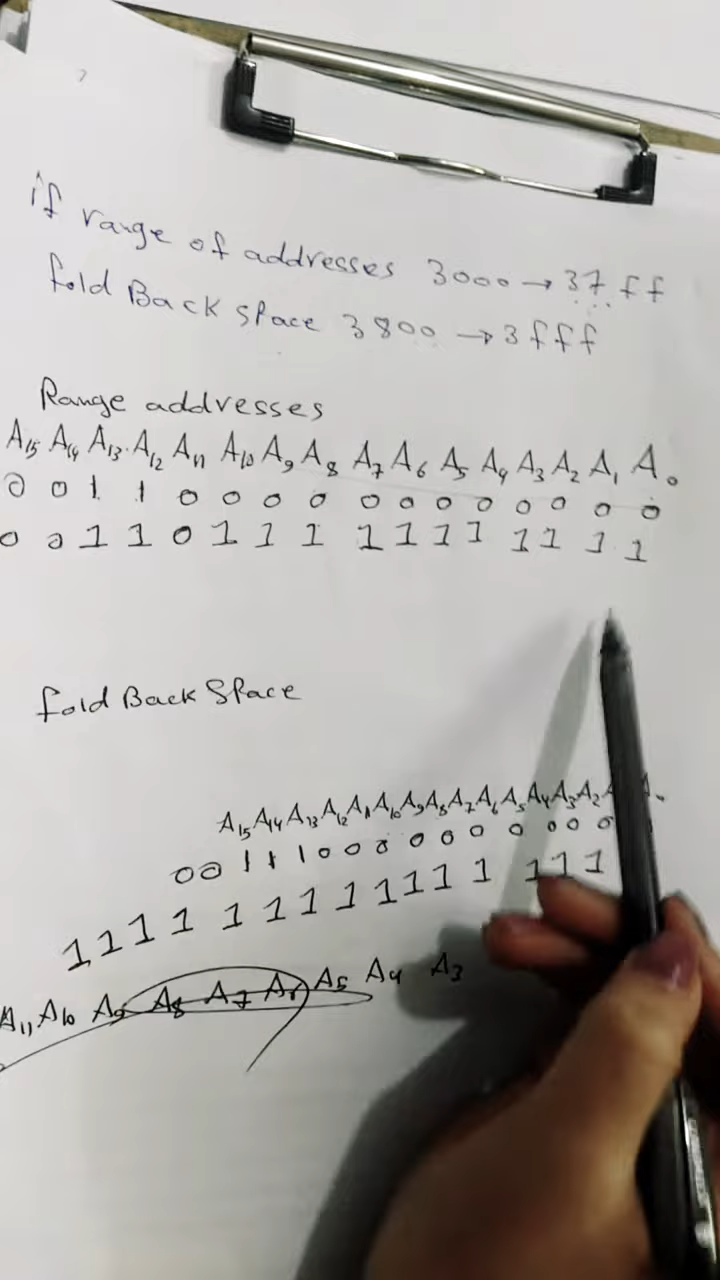 if range of addresses 3000 → 37ff
fold Back space 3800 → 3fff
Range addresses
A15 A14 A13 A12 A11 A10 A9 A8 A7 A6 A5 A4 A3 A2 A1 A0
0 0 1 1 0 0 0 0 0 0 0 0 0 0 0 0
0 0 1 1 0 1 1 1 1 1 1 1 1 1 1 1
fold Back Space
A15 A14 A13 A12 A11 A10 A9 A8 A7 A6 A5 A4 A3 A2
0 0 1 1 1 0 0 0 0 0 0 0 0 0 0
1 1 1 1 1 1 1 1 1 1 1 1 1 1
A11 A10 A9 A8 A7 A6 A5 A4 A3